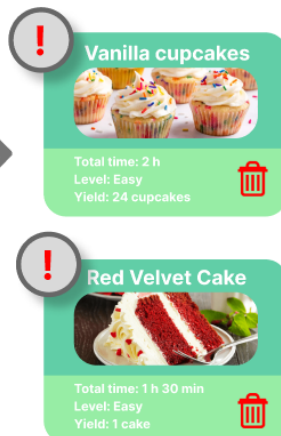 !
Vanilla cupcakes
Total time: 2 h
Level: Easy
Yield: 24 cupcakes
!
Red Velvet Cake
Total time: 1 h 30 min
Level: Easy
Yield: 1 cake